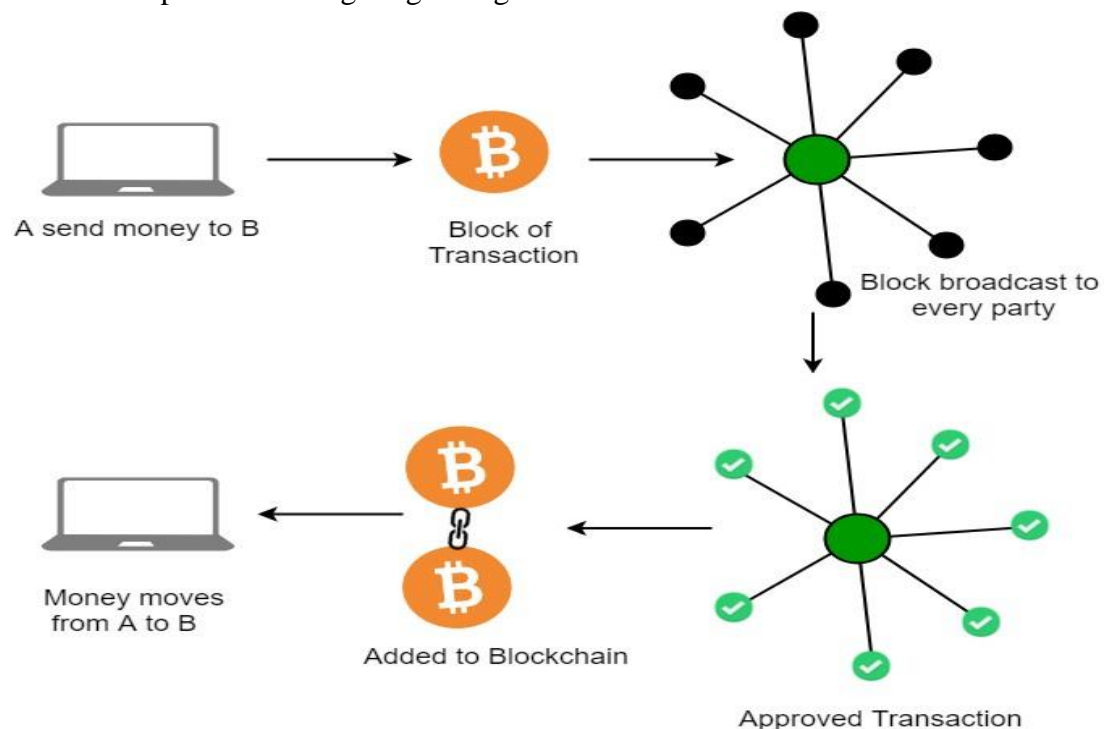 A send money to B
Block of
Transaction
Block broadcast to
every party
Money moves
from A to B
Added to Blockchain
Approved Transaction